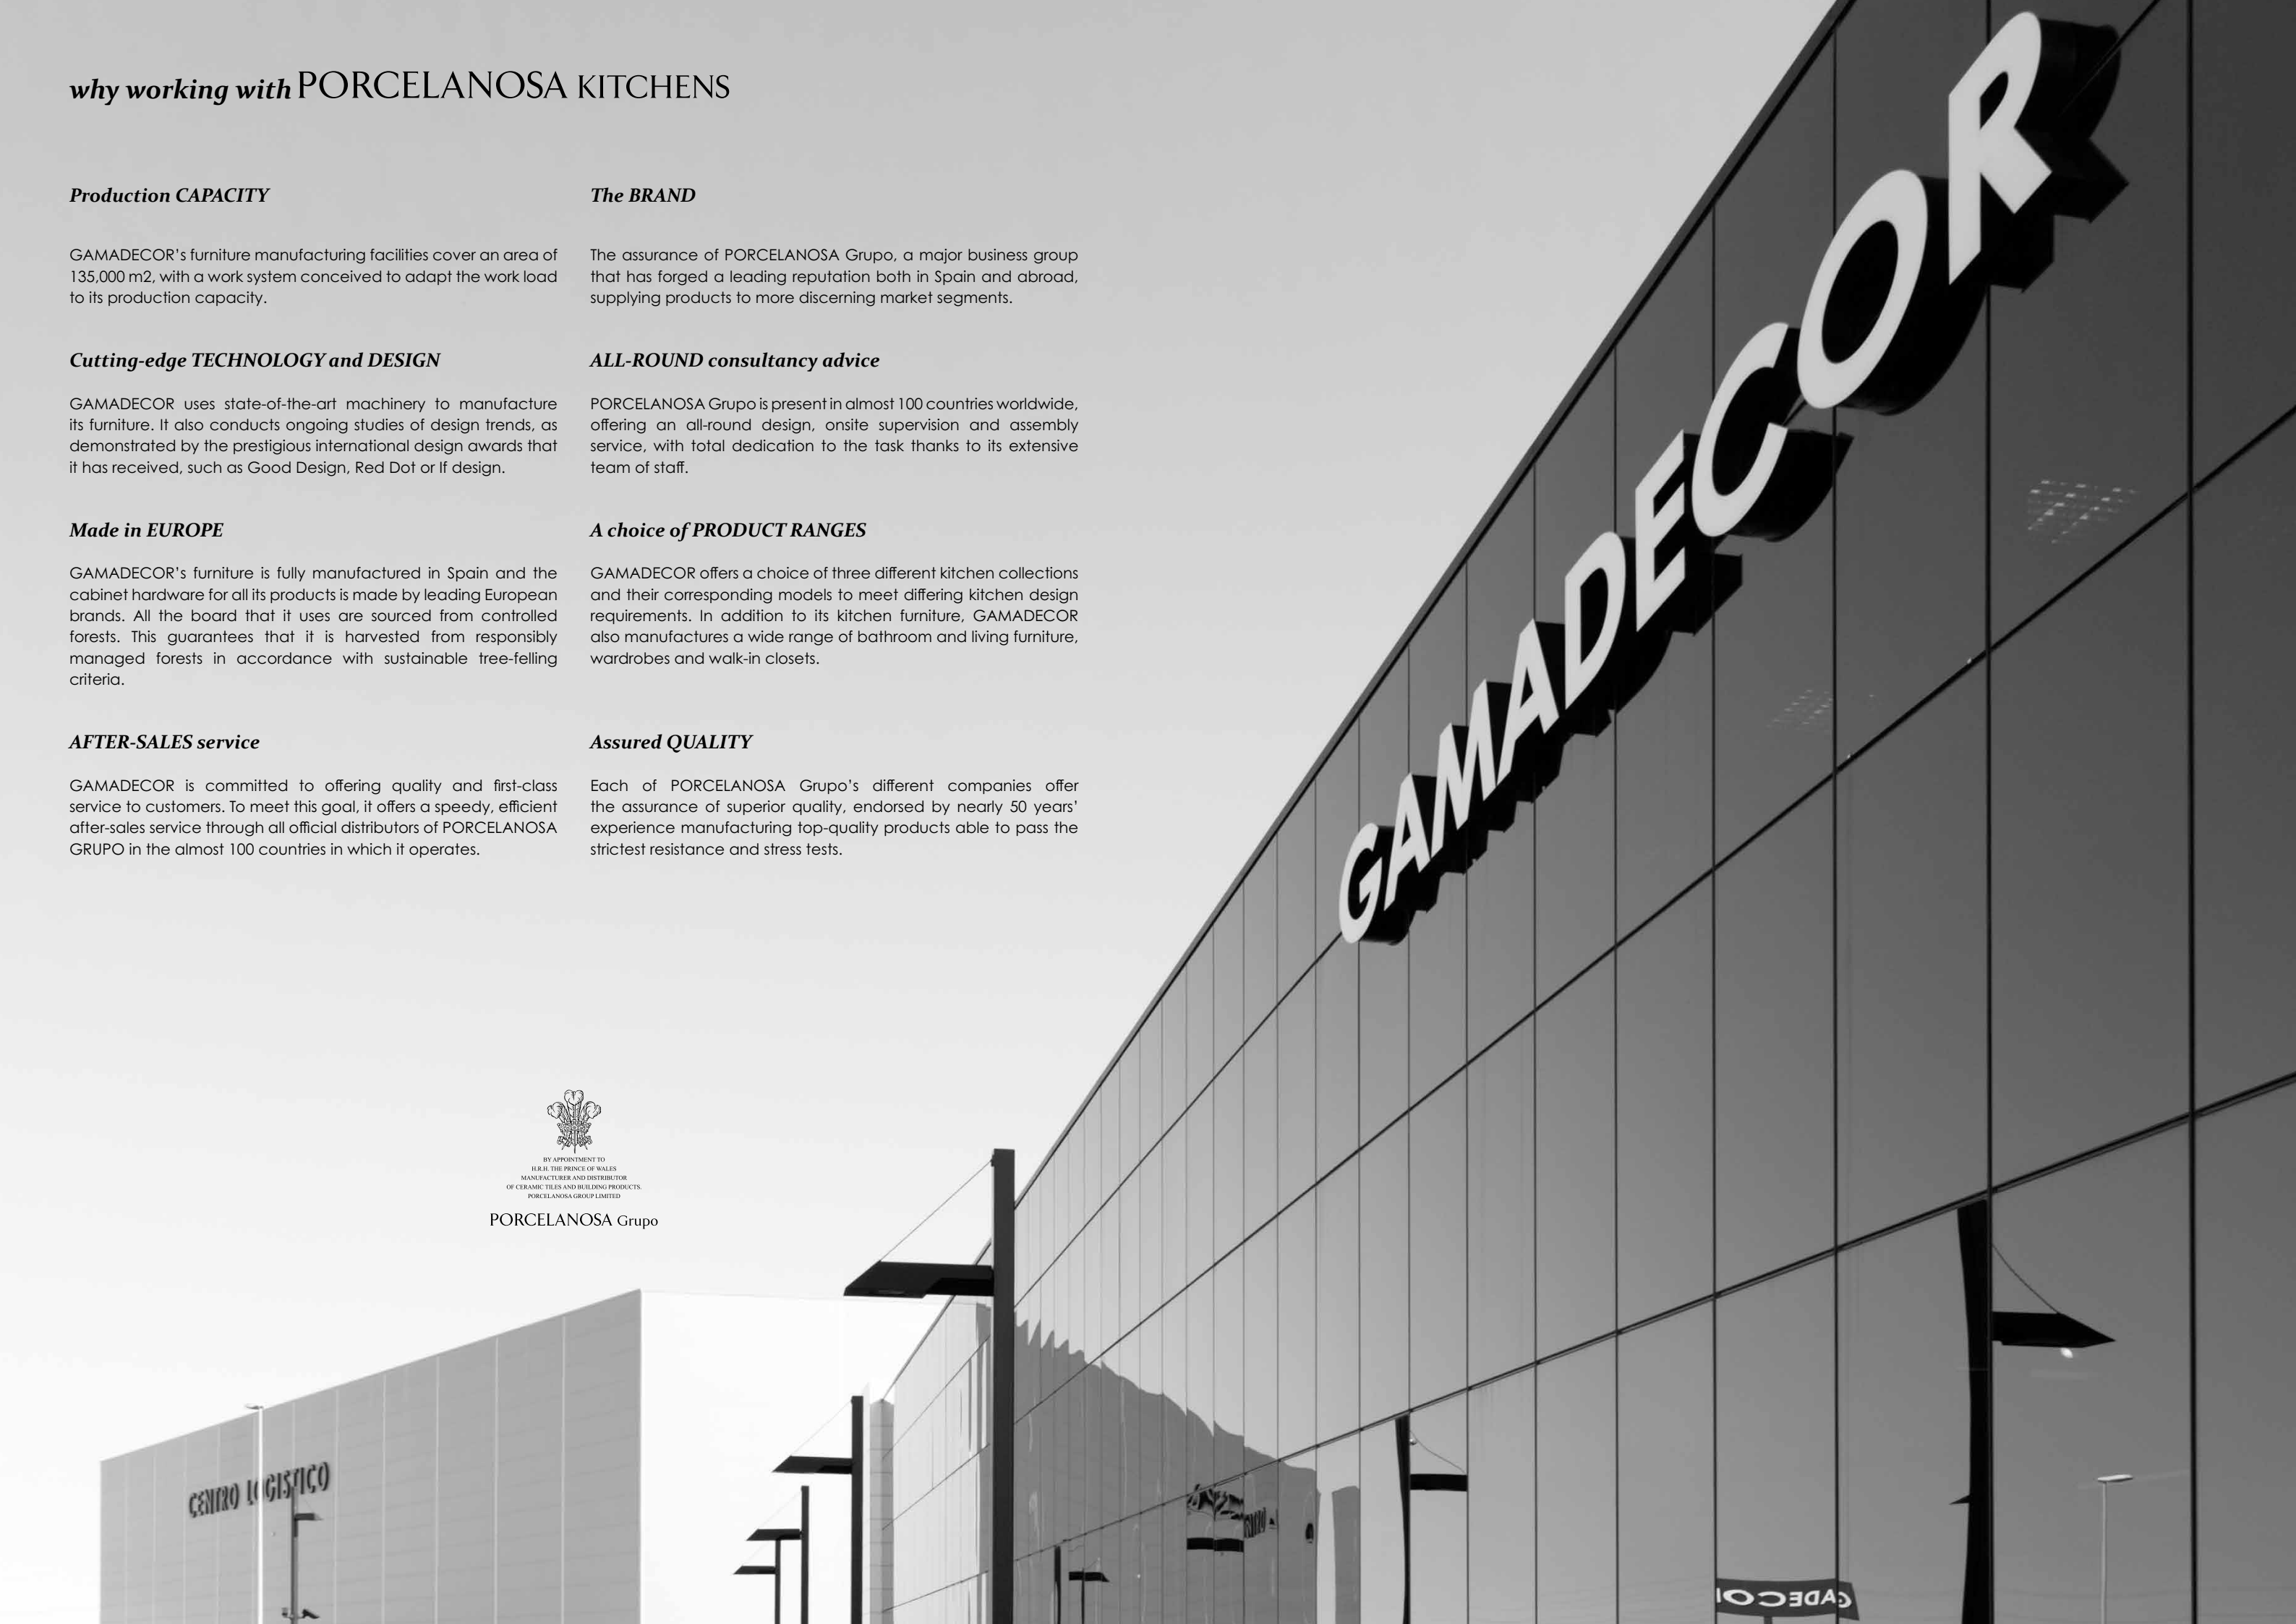 why working with PORCELANOSA KITCHENS
Production CAPACITY
GAMADECOR's furniture manufacturing facilities cover an area of
135,000 m2, with a work system conceived to adapt the work load
to its production capacity.
Cutting-edge TECHNOLOGY and DESIGN
GAMADECOR uses state-of-the-art machinery to manufacture
its furniture. It also conducts ongoing studies of design trends, as
demonstrated by the prestigious international design awards that
it has received, such as Good Design, Red Dot or If design.
Made in EUROPE
GAMADECOR's furniture is fully manufactured in Spain and the
cabinet hardware for all its products is made by leading European
brands. All the board that it uses are sourced from controlled
forests. This guarantees that it is harvested from responsibly
managed forests in accordance with sustainable tree-felling
criteria.
AFTER-SALES service
GAMADECOR is committed to offering quality and first-class
service to customers. To meet this goal, it offers a speedy, efficient
after-sales service through all official distributors of PORCELANOSA
GRUPO in the almost 100 countries in which it operates.
The BRAND
The assurance of PORCELANOSA Grupo, a major business group
that has forged a leading reputation both in Spain and abroad,
supplying products to more discerning market segments.
ALL-ROUND consultancy advice
PORCELANOSA Grupo is present in almost 100 countries worldwide,
offering an all-round design, onsite supervision and assembly
service, with total dedication to the task thanks to its extensive
team of staff.
A choice of PRODUCT RANGES
GAMADECOR offers a choice of three different kitchen collections
and their corresponding models to meet differing kitchen design
requirements. In addition to its kitchen furniture, GAMADECOR
also manufactures a wide range of bathroom and living furniture,
wardrobes and walk-in closets.
Assured QUALITY
Each of PORCELANOSA Grupo's different companies offer
the assurance of superior quality, endorsed by nearly 50 years'
experience manufacturing top-quality products able to pass the
strictest resistance and stress tests.
BY APPOINTMENT TO
H.R.H. THE PRINCE OF WALES
MANUFACTURER AND DISTRIBUTOR
OF CERAMIC TILES AND BUILDING PRODUCTS.
PORCELANOSA GROUP LIMITED
PORCELANOSA Grupo
GAMADECOR
CENTRO LOGISTICO